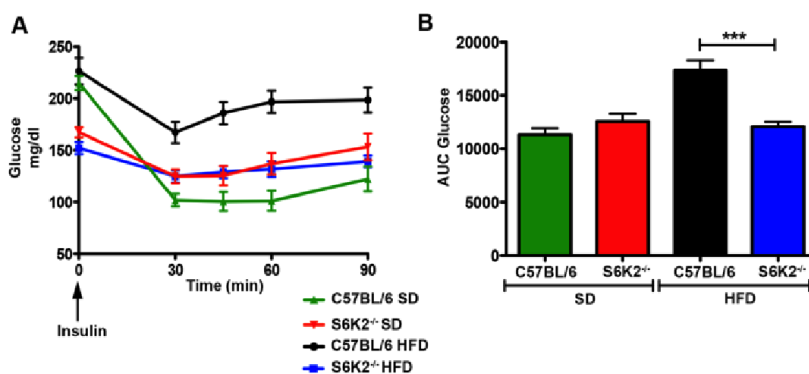 A
Glucose
mg/dl
250
200
150
100
50
0
30
60
90
Time (min)
Insulin
C57BL/6 SD
S6K2-/- SD
C57BL/6 HFD
S6K2-/- HFD
B
AUC Glucose
20000
15000
10000
5000
0
***
C57BL/6
S6K2-/-
C57BL/6
S6K2-/-
SD
HFD